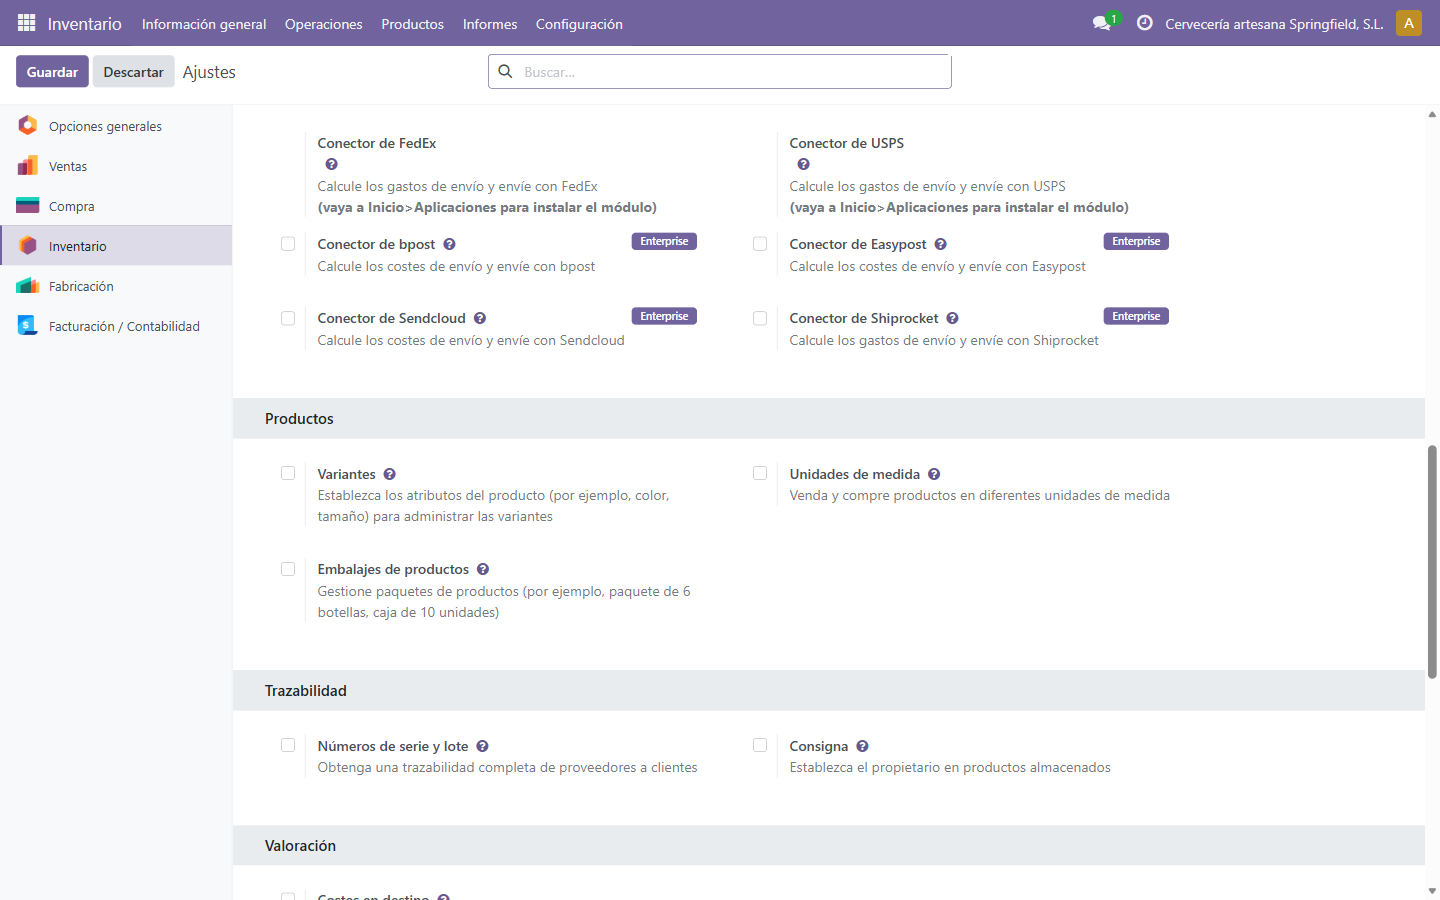 Inventario
Información general
Operaciones
Productos
Informes
Configuración
1
Cervecería artesana Springfield, S.L.
A
Guardar
Descartar
Ajustes
Buscar...
Opciones generales
Ventas
Compra
Inventario
Fabricación
Facturación / Contabilidad
Conector de FedEx
Calcule los gastos de envío y envíe con FedEx
(vaya a Inicio>Aplicaciones para instalar el módulo)
Conector de USPS
Calcule los gastos de envío y envíe con USPS
(vaya a Inicio>Aplicaciones para instalar el módulo)
Conector de bpost
Enterprise
Calcule los costes de envío y envíe con bpost
Conector de Easypost
Enterprise
Calcule los costes de envío y envíe con Easypost
Conector de Sendcloud
Enterprise
Calcule los costes de envío y envíe con Sendcloud
Conector de Shiprocket
Enterprise
Calcule los gastos de envío y envíe con Shiprocket
Productos
Variantes
Establezca los atributos del producto (por ejemplo, color,
tamaño) para administrar las variantes
Unidades de medida
Venda y compre productos en diferentes unidades de medida
Embalajes de productos
Gestione paquetes de productos (por ejemplo, paquete de 6
botellas, caja de 10 unidades)
Trazabilidad
Números de serie y lote
Obtenga una trazabilidad completa de proveedores a clientes
Consigna
Establezca el propietario en productos almacenados
Valoración
Costes en destino